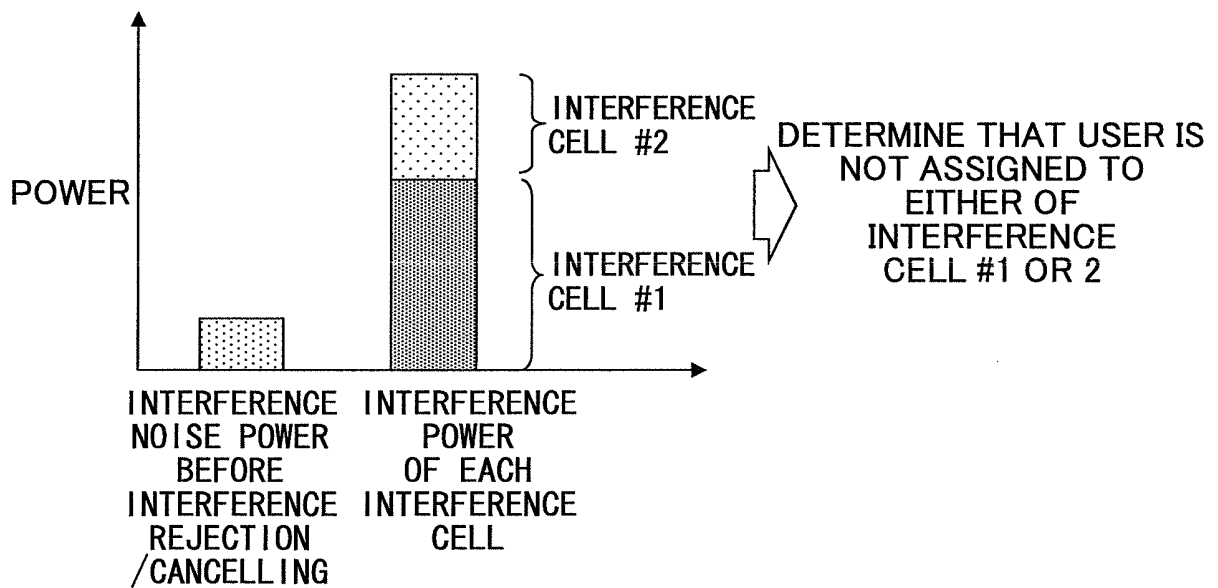 POWER
INTERFERENCE
CELL #2
INTERFERENCE
CELL #1
DETERMINE THAT USER IS
NOT ASSIGNED TO
EITHER OF
INTERFERENCE
CELL #1 OR 2
INTERFERENCE
NOISE POWER
BEFORE
INTERFERENCE
REJECTION
/CANCELLING
INTERFERENCE
POWER
OF EACH
INTERFERENCE
CELL